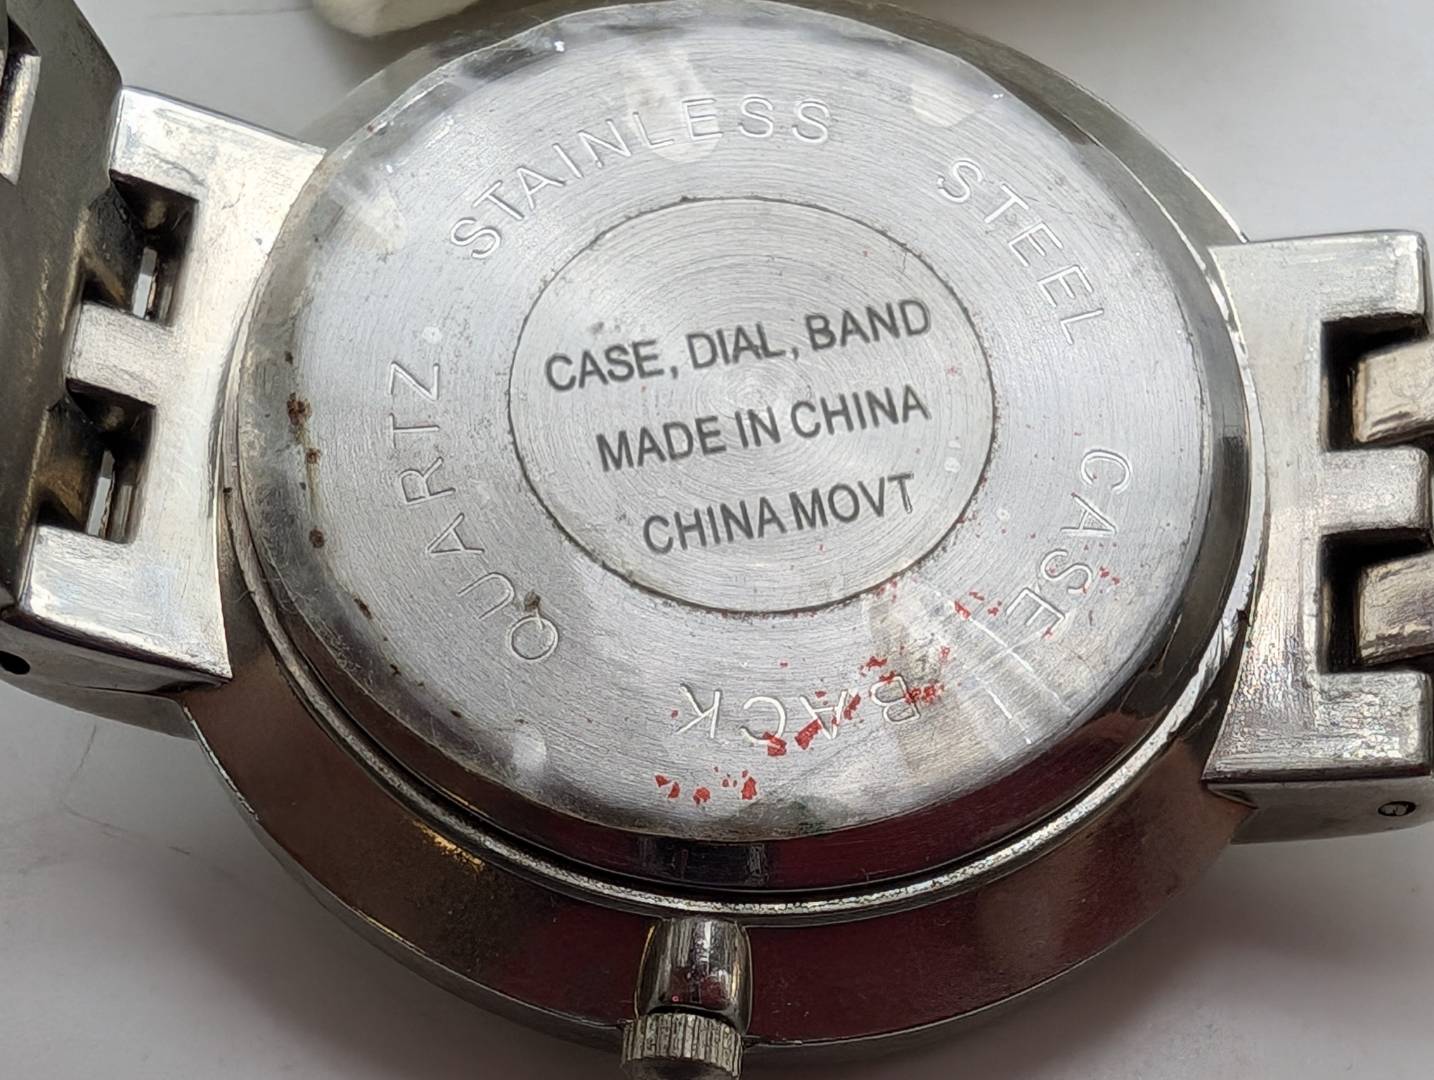 QUARTZ STAINLESS STEEL CASE BACK
CASE, DIAL, BAND
MADE IN CHINA
CHINA MOVT